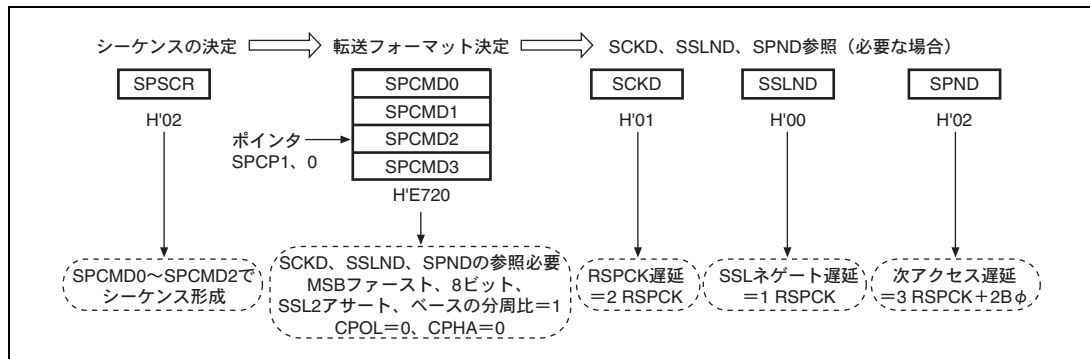 シーケンスの決定
転送フォーマット決定
SCKD、SSLND、SPND参照（必要な場合）
SPSCR
SPCMD0
SPCMD1
SPCMD2
SPCMD3
SCKD
SSLND
SPND
H'02
ポインタ
SPCP1、0
H'E720
H'01
H'00
H'02
SPCMD0～SPCMD2で
シーケンス形成
SCKD、SSLND、SPNDの参照必要
MSBファースト、8ビット、
SSL2アサート、ベースの分周比＝1
CPOL＝0、CPHA＝0
RSPCK遅延
＝2 RSPCK
SSLネゲート遅延
＝1 RSPCK
次アクセス遅延
＝3 RSPCK＋2Bφ